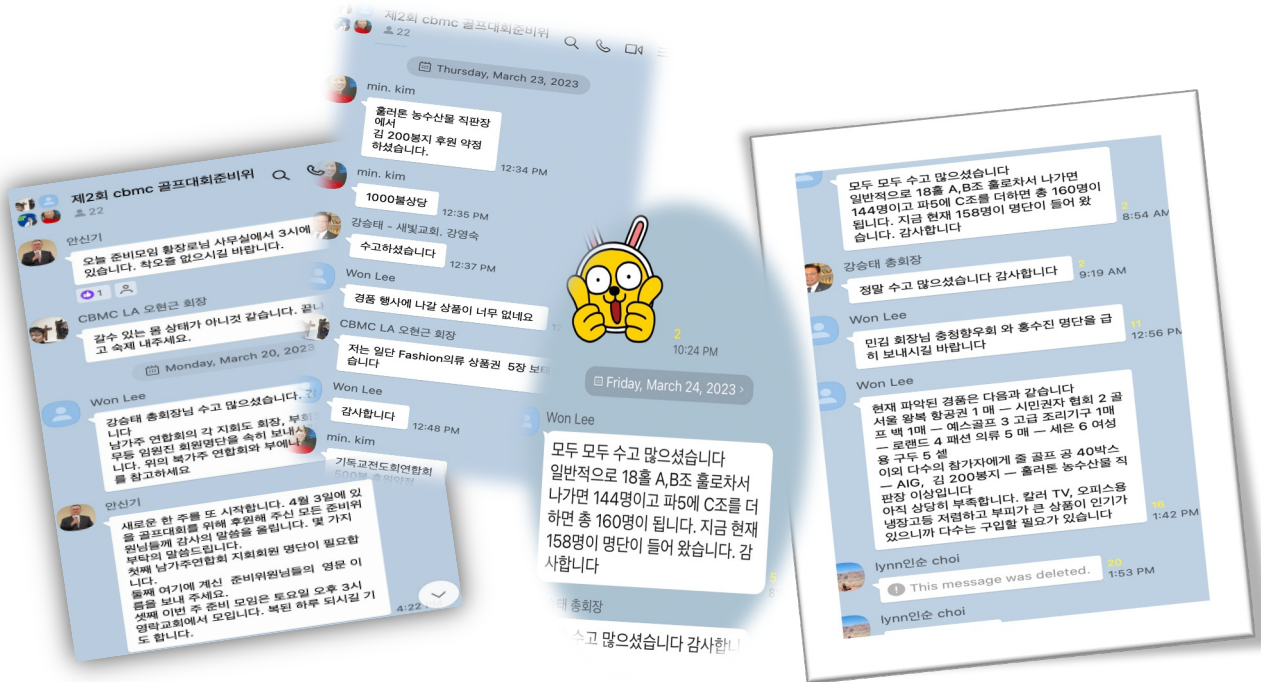 제2회 cbmc 골프대회준비위
22
안신기
오늘 준비모임 황장로님 사무실에서 3시에
있습니다. 착오즐 없으시길 바랍니다.
1
CBMC LA 오현근 회장
갈수 있는 몸 상태가 아니것 같습니다. 끝나
고 숙제 내주세요.
Monday, March 20, 2023
Won Lee
강승태 총회장님 수고 많으셨습니다.
니다
남가주 연합회의 각 지회도 회장, 부회
무등 임원진 회원명단을 속히 보내시
니다. 위의 북가주 연합회와 부에나
를 참고하세요
안신기
새로운 한 주를 또 시작합니다. 4월 3일에 있
을 골프대회를 위해 후원해 주신 모든 준비위
원님들께 감사의 말씀을 올립니다. 몇 가지
부탁의 말씀드립니다.
첫째 남가주연합회 지회회원 명단이 필요합
니다.
둘째 여기에 계신 준비위원님들의 영문 이
름을 보내 주세요.
셋째 이번 주 준비 모임은 토요일 오후 3시
영락교회에서 모입니다. 복된 하루 되시길 기
도 합니다.
4:22
제2회 cbmc 골프대회준비위
22
Thursday, March 23, 2023
min. kim
훌러톤 농수산물 직판장
에서
김 200봉지 후원 약정
하셨습니다.
12:34 PM
min. kim
1000불상당
12:35 PM
강승태 - 새빛교회. 강영숙
수고하셨습니다
12:37 PM
Won Lee
경품 행사에 나갈 상품이 너무 없네요
CBMC LA 오현근 회장
저는 일단 Fashion의류 상품권 5장 보태
습니다
Won Lee
감사합니다
12:48 PM
min. kim
기독교전도회연합회
500불 후원약정
2
10:24 PM
Friday, March 24, 2023
Won Lee
모두 모두 수고 많으셨습니다
일반적으로 18홀 A,B조 홀로차서
나가면 144명이고 파5에 C조를 더
하면 총 160명이 됩니다. 지금 현재
158명이 명단이 들어 왔습니다. 감
사합니다
태 총회장
수고 많으셨습니다 감사합니
모두 모두 수고 많으셨습니다
일반적으로 18홀 A,B조 홀로차서 나가면
144명이고 파5에 C조를 더하면 총 160명이
됩니다. 지금 현재 158명이 명단이 들어 왔
습니다. 감사합니다
2
8:54 AM
강승태 총회장
정말 수고 많으셨습니다 감사합니다
2
9:19 AM
Won Lee
민김 회장님 충청향우회 와 홍수진 명단을 급
히 보내시길 바랍니다
11
12:56 PM
Won Lee
현재 파악된 경품은 다음과 같습니다
서울 왕복 항공권 1 매 — 시민권자 협회 2 골
프 백 1매 — 예스골프 3 고급 조리기구 1매
— 로랜드 4 패션 의류 5 매 — 세은 6 여성
용 구두 5 셑
이외 다수의 참가자에게 줄 골프 공 40박스
— AIG, 김 200봉지 — 훌러톤 농수산물 직
판장 이상입니다
아직 상당히 부족합니다. 칼러 TV, 오피스용
냉장고등 저렴하고 부피가 큰 상품이 인기가
있으니까 다수는 구입할 필요가 있습니다
16
1:42 PM
lynn인순 choi
This message was deleted.
20
1:53 PM
lynn인순 choi